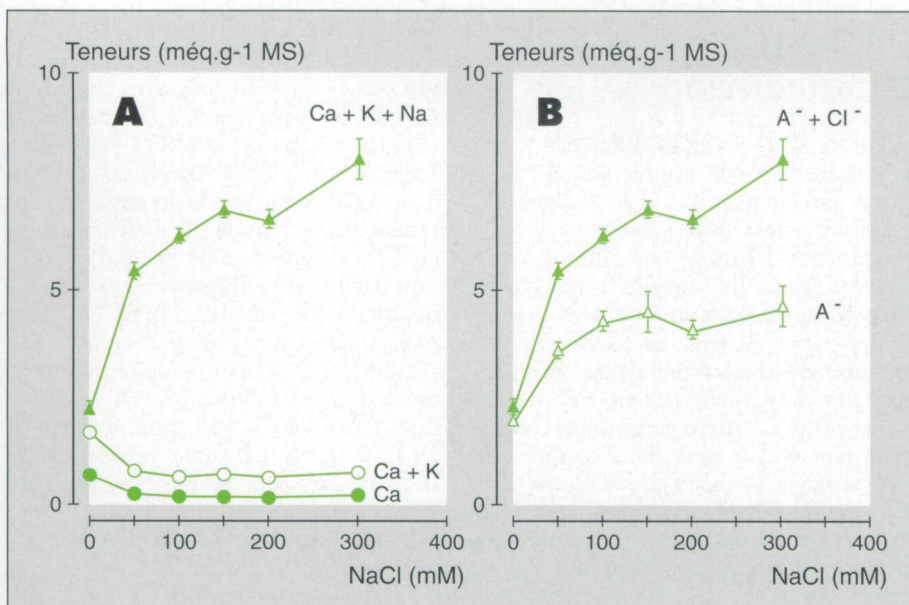 Teneurs (méq.g-1 MS)
10
A
Ca + K + Na
5
Ca + K
Ca
0
0 100 200 300 400
NaCl (mM)
Teneurs (méq.g-1 MS)
10
B
A - + Cl -
5
A -
0
0 100 200 300 400
NaCl (mM)